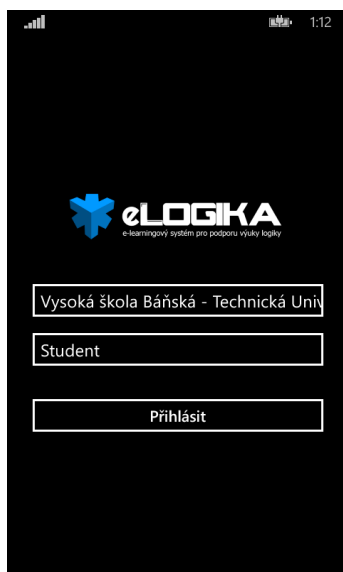 1:12
eLOGIKA
e-learningový systém pro podporu výuky logiky
Vysoká škola Báňská - Technická Univ
Student
Přihlásit